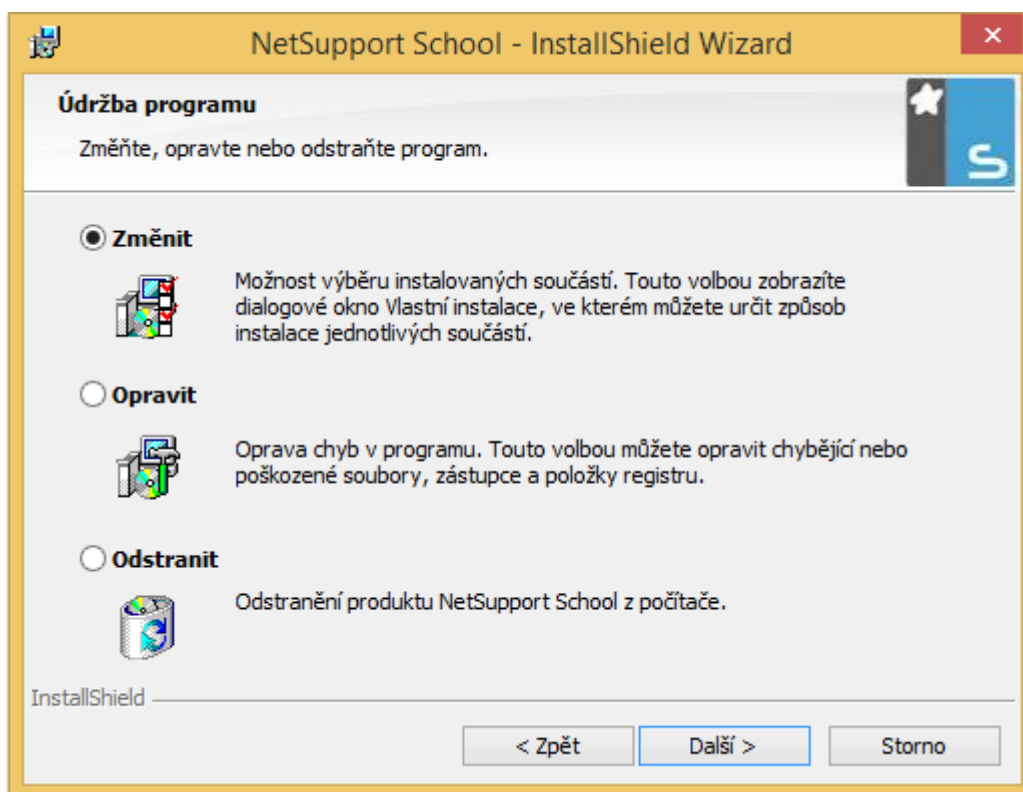 NetSupport School - InstallShield Wizard
Údržba programu
Změňte, opravte nebo odstraňte program.
S
Změnit
Možnost výběru instalovaných součástí. Touto volbou zobrazíte
dialogové okno Vlastní instalace, ve kterém můžete určit způsob
instalace jednotlivých součástí.
Opravit
Oprava chyb v programu. Touto volbou můžete opravit chybějící nebo
poškozené soubory, zástupce a položky registru.
Odstranit
Odstranění produktu NetSupport School z počítače.
InstallShield
< Zpět
Další >
Storno